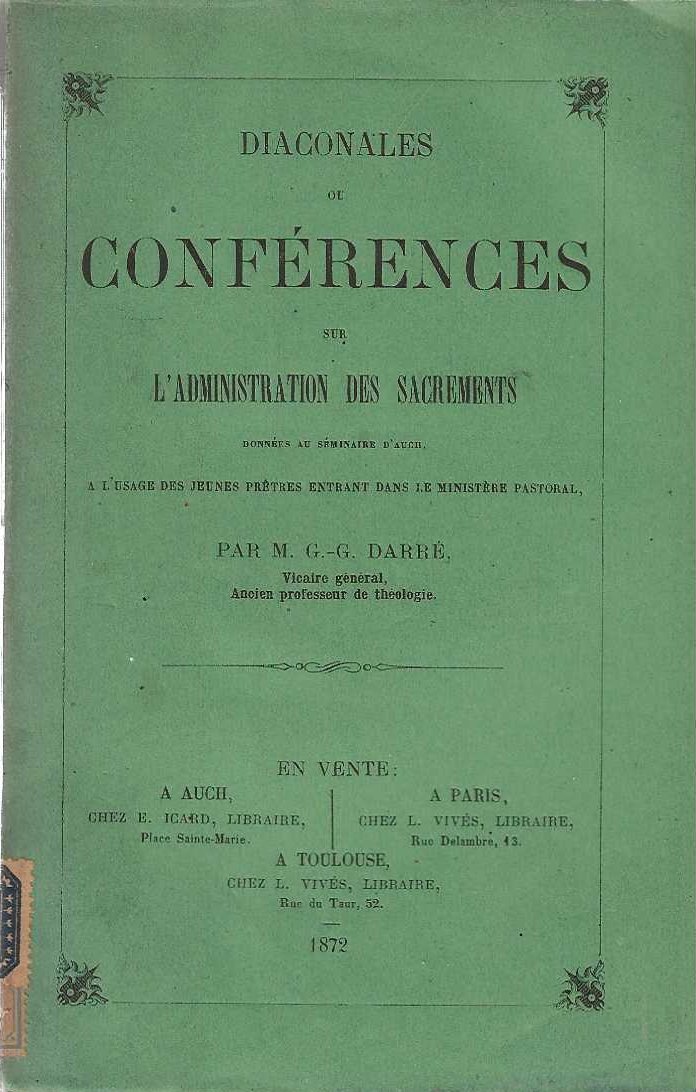 DIACONALES
OU
CONFÉRENCES
SUR
L'ADMINISTRATION DES SACREMENTS
DONNÉES AU SÉMINAIRE D'AUCH,
A L'USAGE DES JEUNES PRÊTRES ENTRANT DANS LE MINISTÈRE PASTORAL,
PAR M. G.-G. DARRÉ,
Vicaire général,
Ancien professeur de théologie.
EN VENTE:
A AUCH,
CHEZ E. ICARD, LIBRAIRE,
Place Sainte-Marie.
A PARIS,
CHEZ L. VIVÉS, LIBRAIRE,
Rue Delambre, 13.
A TOULOUSE,
CHEZ L. VIVÉS, LIBRAIRE,
Rue du Taur, 52.
1872